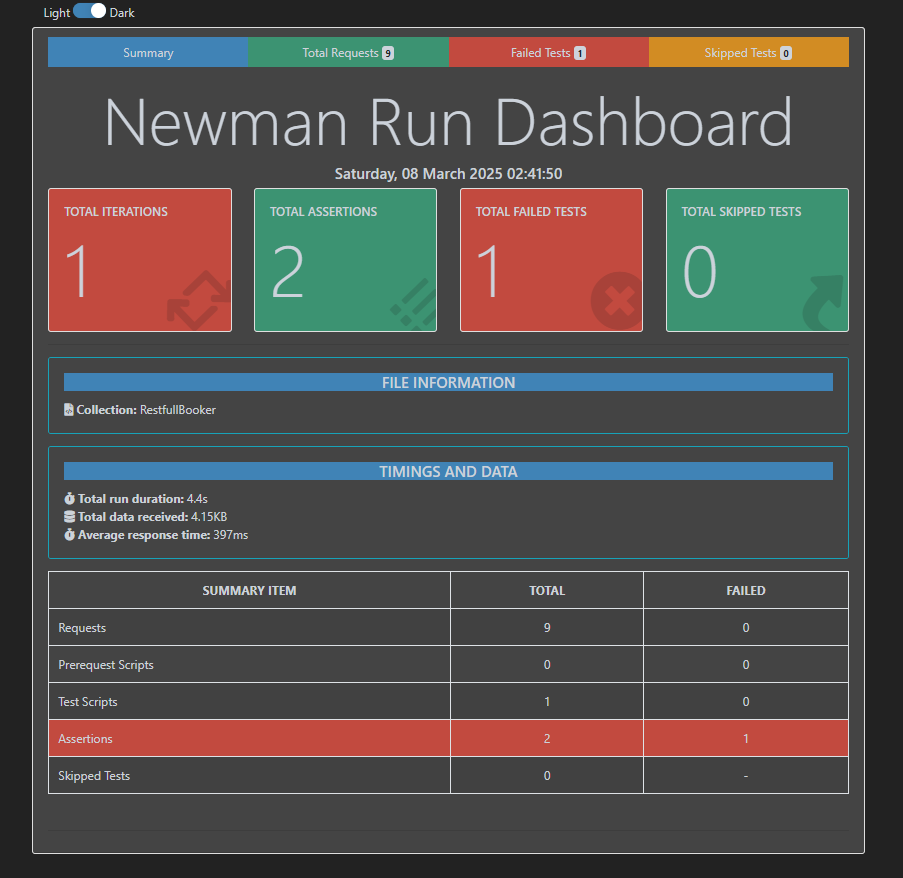 Light Dark
Summary Total Requests 9 Failed Tests 1 Skipped Tests 0
Newman Run Dashboard
Saturday, 08 March 2025 02:41:50
TOTAL ITERATIONS TOTAL ASSERTIONS TOTAL FAILED TESTS TOTAL SKIPPED TESTS
1 2 1 0
FILE INFORMATION
Collection: RestfullBooker
TIMINGS AND DATA
Total run duration: 4.4s
Total data received: 4.15KB
Average response time: 397ms
SUMMARY ITEM TOTAL FAILED
Requests 9 0
Prerequest Scripts 0 0
Test Scripts 1 0
Assertions 2 1
Skipped Tests 0 -